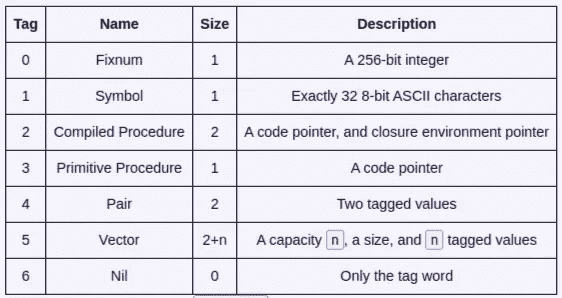 Tag Name Size Description
0 Fixnum 1 A 256-bit integer
1 Symbol 1 Exactly 32 8-bit ASCII characters
2 Compiled Procedure 2 A code pointer, and closure environment pointer
3 Primitive Procedure 1 A code pointer
4 Pair 2 Two tagged values
5 Vector 2+n A capacity n , a size, and n tagged values
6 Nil 0 Only the tag word